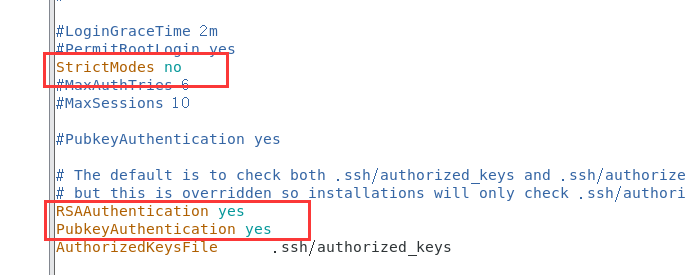 #LoginGraceTime 2m
#PermitRootLogin yes
StrictModes no
#MaxAuthTries 6
#MaxSessions 10
#PubkeyAuthentication yes
# The default is to check both .ssh/authorized_keys and .ssh/authorize
# but this is overridden so installations will only check .ssh/authori
RSAAuthentication yes
PubkeyAuthentication yes
AuthorizedKeysFile .ssh/authorized_keys